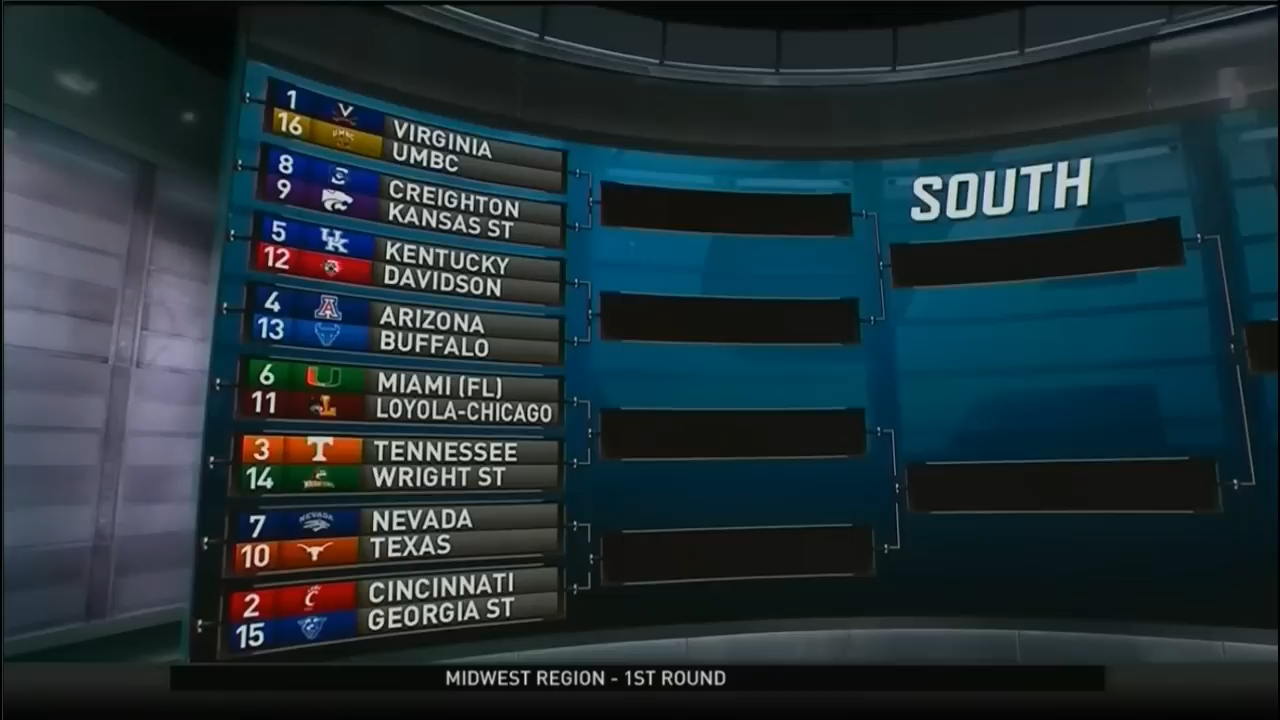 1
16
VIRGINIA
UMBC
8
9
CREIGHTON
KANSAS ST
5
12
KENTUCKY
DAVIDSON
4
13
ARIZONA
BUFFALO
6
11
MIAMI (FL)
LOYOLA-CHICAGO
3
14
TENNESSEE
WRIGHT ST
7
10
NEVADA
TEXAS
2
15
CINCINNATI
GEORGIA ST
SOUTH
MIDWEST REGION - 1ST ROUND